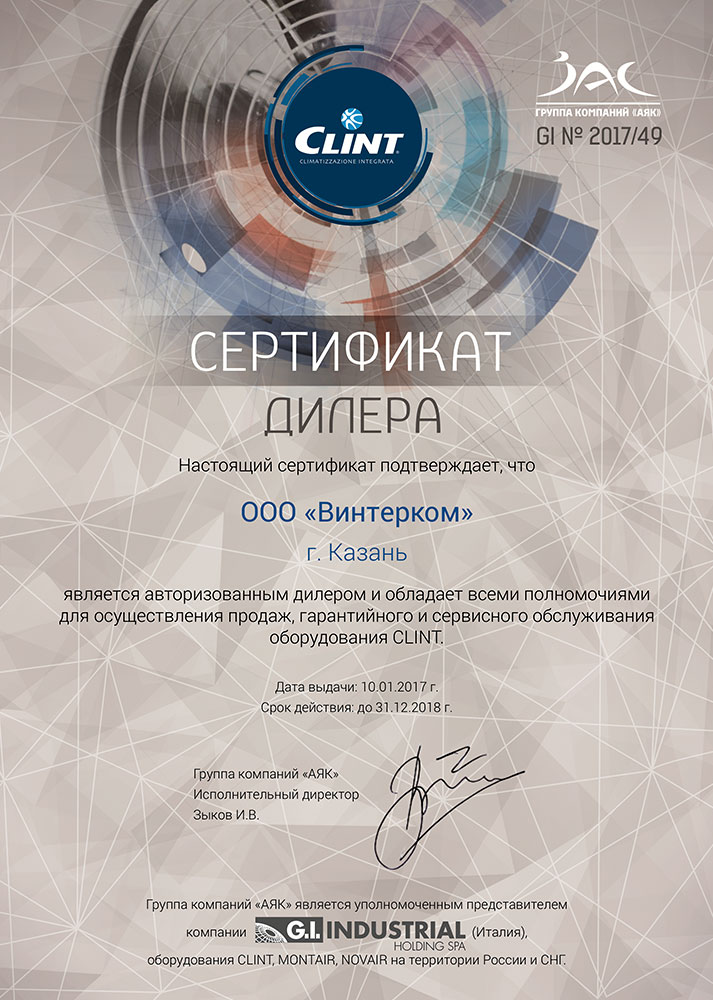 CLINT®
CLIMATIZZAZIONE INTEGRATA
ЈАС
ГРУППА КОМПАНИЙ «АЯК»
GI № 2017/49
СЕРТИФИКАТ
ДИЛЕРА
Настоящий сертификат подтверждает, что
ООО «Винтерком»
г. Казань
является авторизованным дилером и обладает всеми полномочиями
для осуществления продаж, гарантийного и сервисного обслуживания
оборудования CLINT.
Дата выдачи: 10.01.2017 г.
Срок действия: до 31.12.2018 г.
Группа компаний «АЯК»
Исполнительный директор
Зыков И.В.
Группа компаний «АЯК» является уполномоченным представителем
компании G.I. INDUSTRIAL HOLDING SPA (Италия),
оборудования CLINT, MONTAIR, NOVAIR на территории России и СНГ.